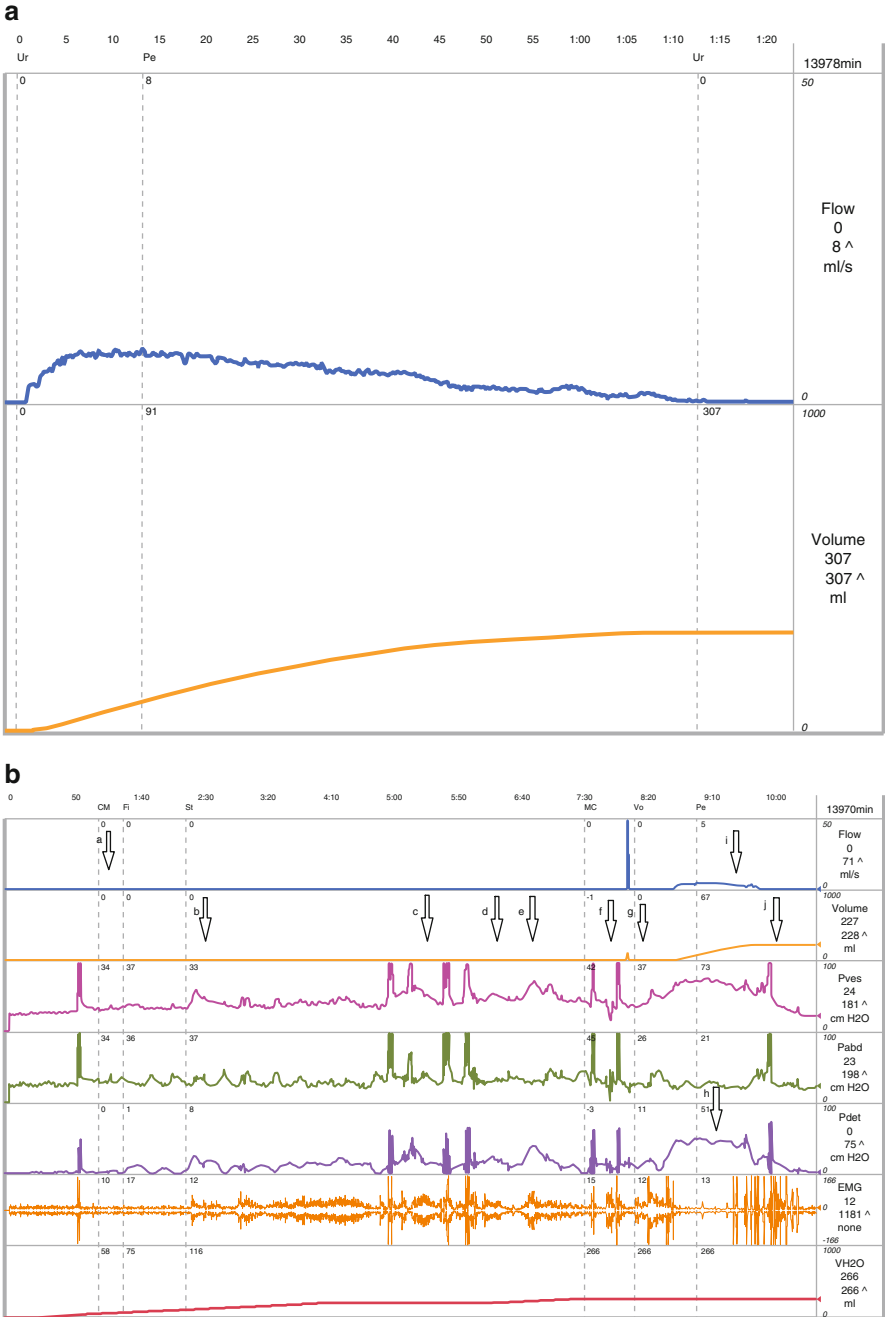 a
0 5 10 15 20 25 30 35 40 45 50 55 1:00 1:05 1:10 1:15 1:20
Ur Pe Ur 13978min
0 8 0 50
Flow
0
8 ^
ml/s
0
0 91 307 1000
Volume
307
307 ^
ml
0
b
0 50 1:40 2:30 3:20 4:10 5:00 5:50 6:40 7:30 8:20 9:10 10:00
CM Fi St MC Vo Pe 13970min
0 0 0 0 0 5 50
a i
Flow
0
71 ^
ml/s
0
0 0 0 -1 0 67 1000
b c d e f g j
Volume
227
228 ^
ml
0
34 37 33 42 37 73 100
Pves
24
181 ^
cm H2O
0
34 36 37 45 26 21 100
Pabd
23
198 ^
cm H2O
0
h
0 1 8 -3 11 51 100
Pdet
0
75 ^
cm H2O
0
10 17 12 15 12 13 166
EMG
12
0
1181 ^
none
-166
58 75 116 266 266 266 1000
VH2O
266
266 ^
ml
0